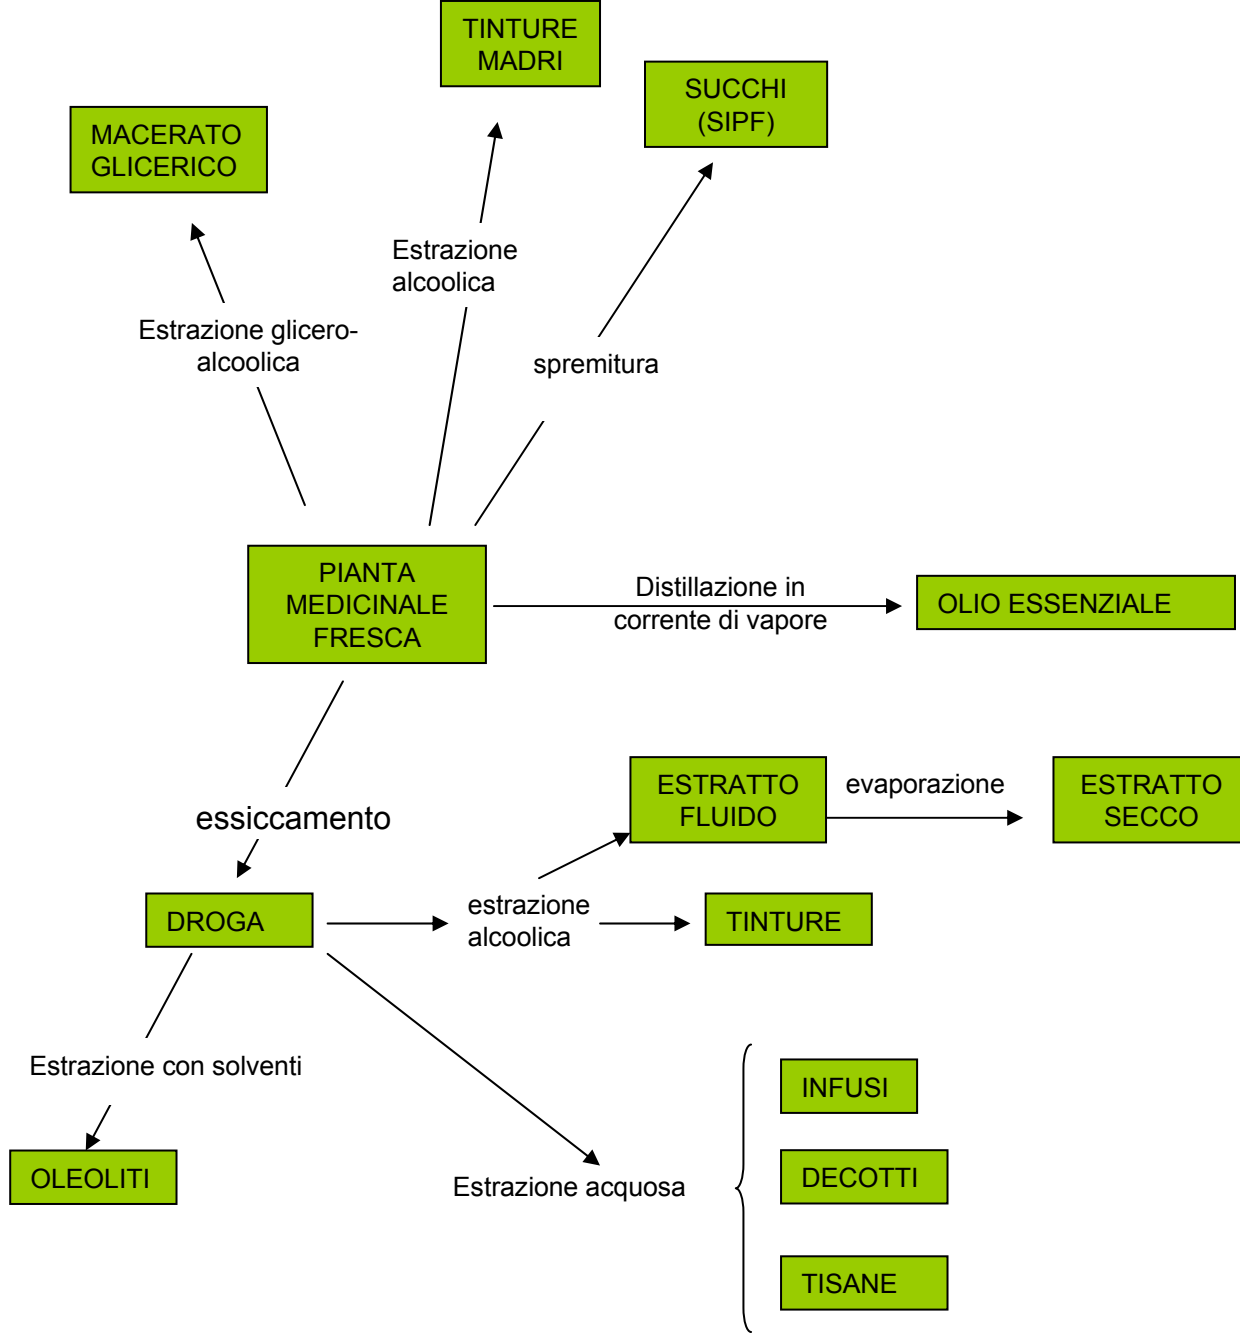 TINTURE
MADRI
SUCCHI
(SIPF)
MACERATO
GLICERICO
Estrazione
alcoolica
Estrazione glicero-
alcoolica
spremitura
PIANTA
MEDICINALE
FRESCA
Distillazione in
corrente di vapore
OLIO ESSENZIALE
essiccamento
ESTRATTO
FLUIDO
evaporazione
ESTRATTO
SECCO
DROGA
estrazione
alcoolica
TINTURE
Estrazione con solventi
OLEOLITI
Estrazione acquosa
INFUSI
DECOTTI
TISANE